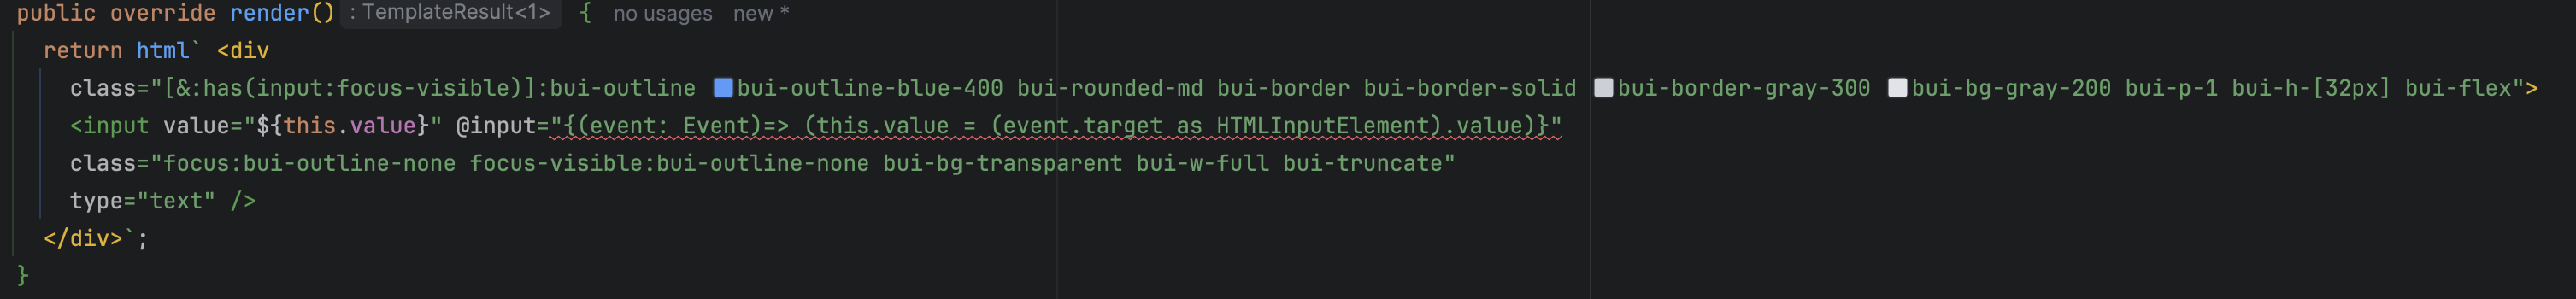 public override render() : TemplateResult<1> { no usages new *
return html` <div
class="[&:has(input:focus-visible)]:bui-outline bui-outline-blue-400 bui-rounded-md bui-border bui-border-solid bui-border-gray-300 bui-bg-gray-200 bui-p-1 bui-h-[32px] bui-flex">
<input value="${this.value}" @input="{(event: Event)=> (this.value = (event.target as HTMLInputElement).value)}"
class="focus:bui-outline-none focus-visible:bui-outline-none bui-bg-transparent bui-w-full bui-truncate"
type="text" />
</div>`;
}